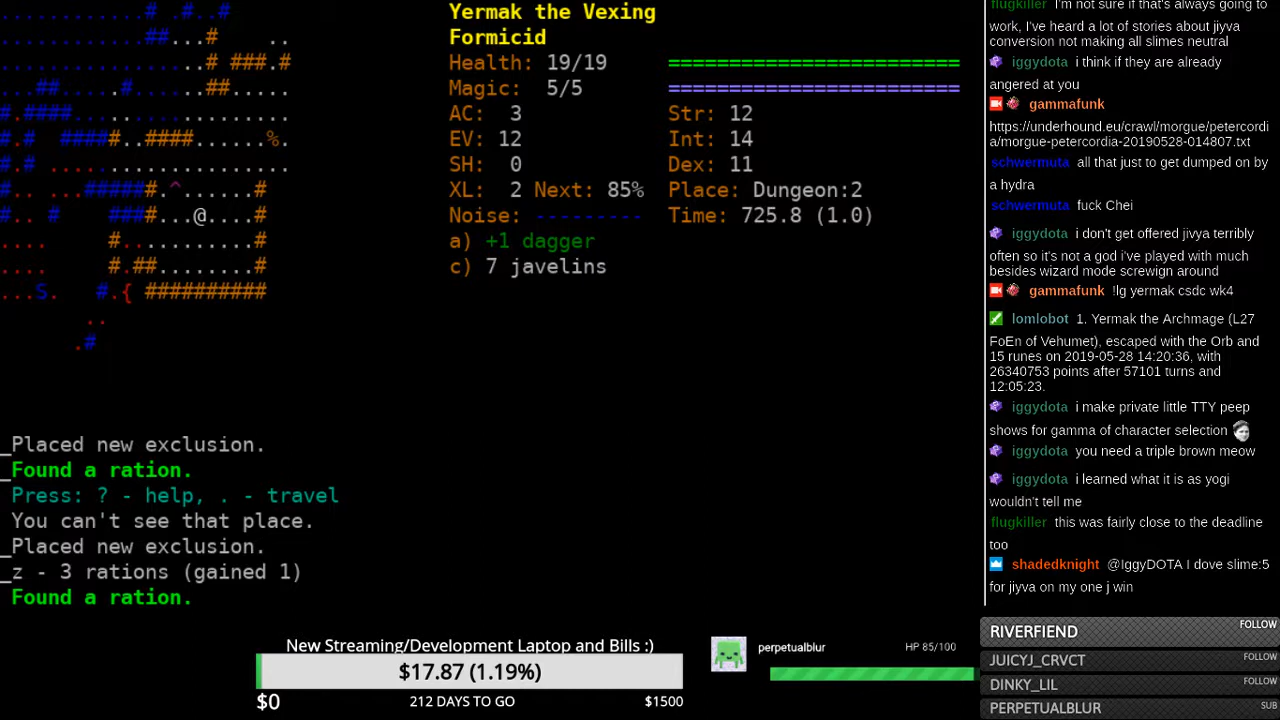 Yermak the Vexing
Formicid
Health: 19/19
Magic: 5/5
AC: 3
Str: 12
EV: 12
Int: 14
SH: 0
Dex: 11
XL: 2 Next: 85%
Place: Dungeon:2
Noise: ---------
Time: 725.8 (1.0)
a) +1 dagger
c) 7 javelins
_Placed new exclusion.
_Found a ration.
Press: ? - help, . - travel
You can't see that place.
_Placed new exclusion.
_z - 3 rations (gained 1)
Found a ration.
New Streaming/Development Laptop and Bills :)
$17.87 (1.19%)
$0
212 DAYS TO GO
$1500
perpetualblur
HP 85/100
flugkiller I'm not sure if that's always going to
work, I've heard a lot of stories about jiyva
conversion not making all slimes neutral
iggydota i think if they are already
angered at you
gammafunk
https://underhound.eu/crawl/morgue/petercordi
a/morgue-petercordia-20190528-014807.txt
schwermuta all that just to get dumped on by
a hydra
schwermuta fuck Chei
iggydota i don't get offered jivya terribly
often so it's not a god i've played with much
besides wizard mode screwign around
gammafunk !lg yermak csdc wk4
lomlobot 1. Yermak the Archmage (L27
FoEn of Vehumet), escaped with the Orb and
15 runes on 2019-05-28 14:20:36, with
26340753 points after 57101 turns and
12:05:23.
iggydota i make private little TTY peep
shows for gamma of character selection
iggydota you need a triple brown meow
iggydota i learned what it is as yogi
wouldn't tell me
flugkiller this was fairly close to the deadline
too
shadedknight @IggyDOTA I dove slime:5
for jiyva on my one j win
RIVERFIEND
FOLLOW
JUICYJ_CRVCT
FOLLOW
DINKY_LIL
FOLLOW
PERPETUALBLUR
SUB